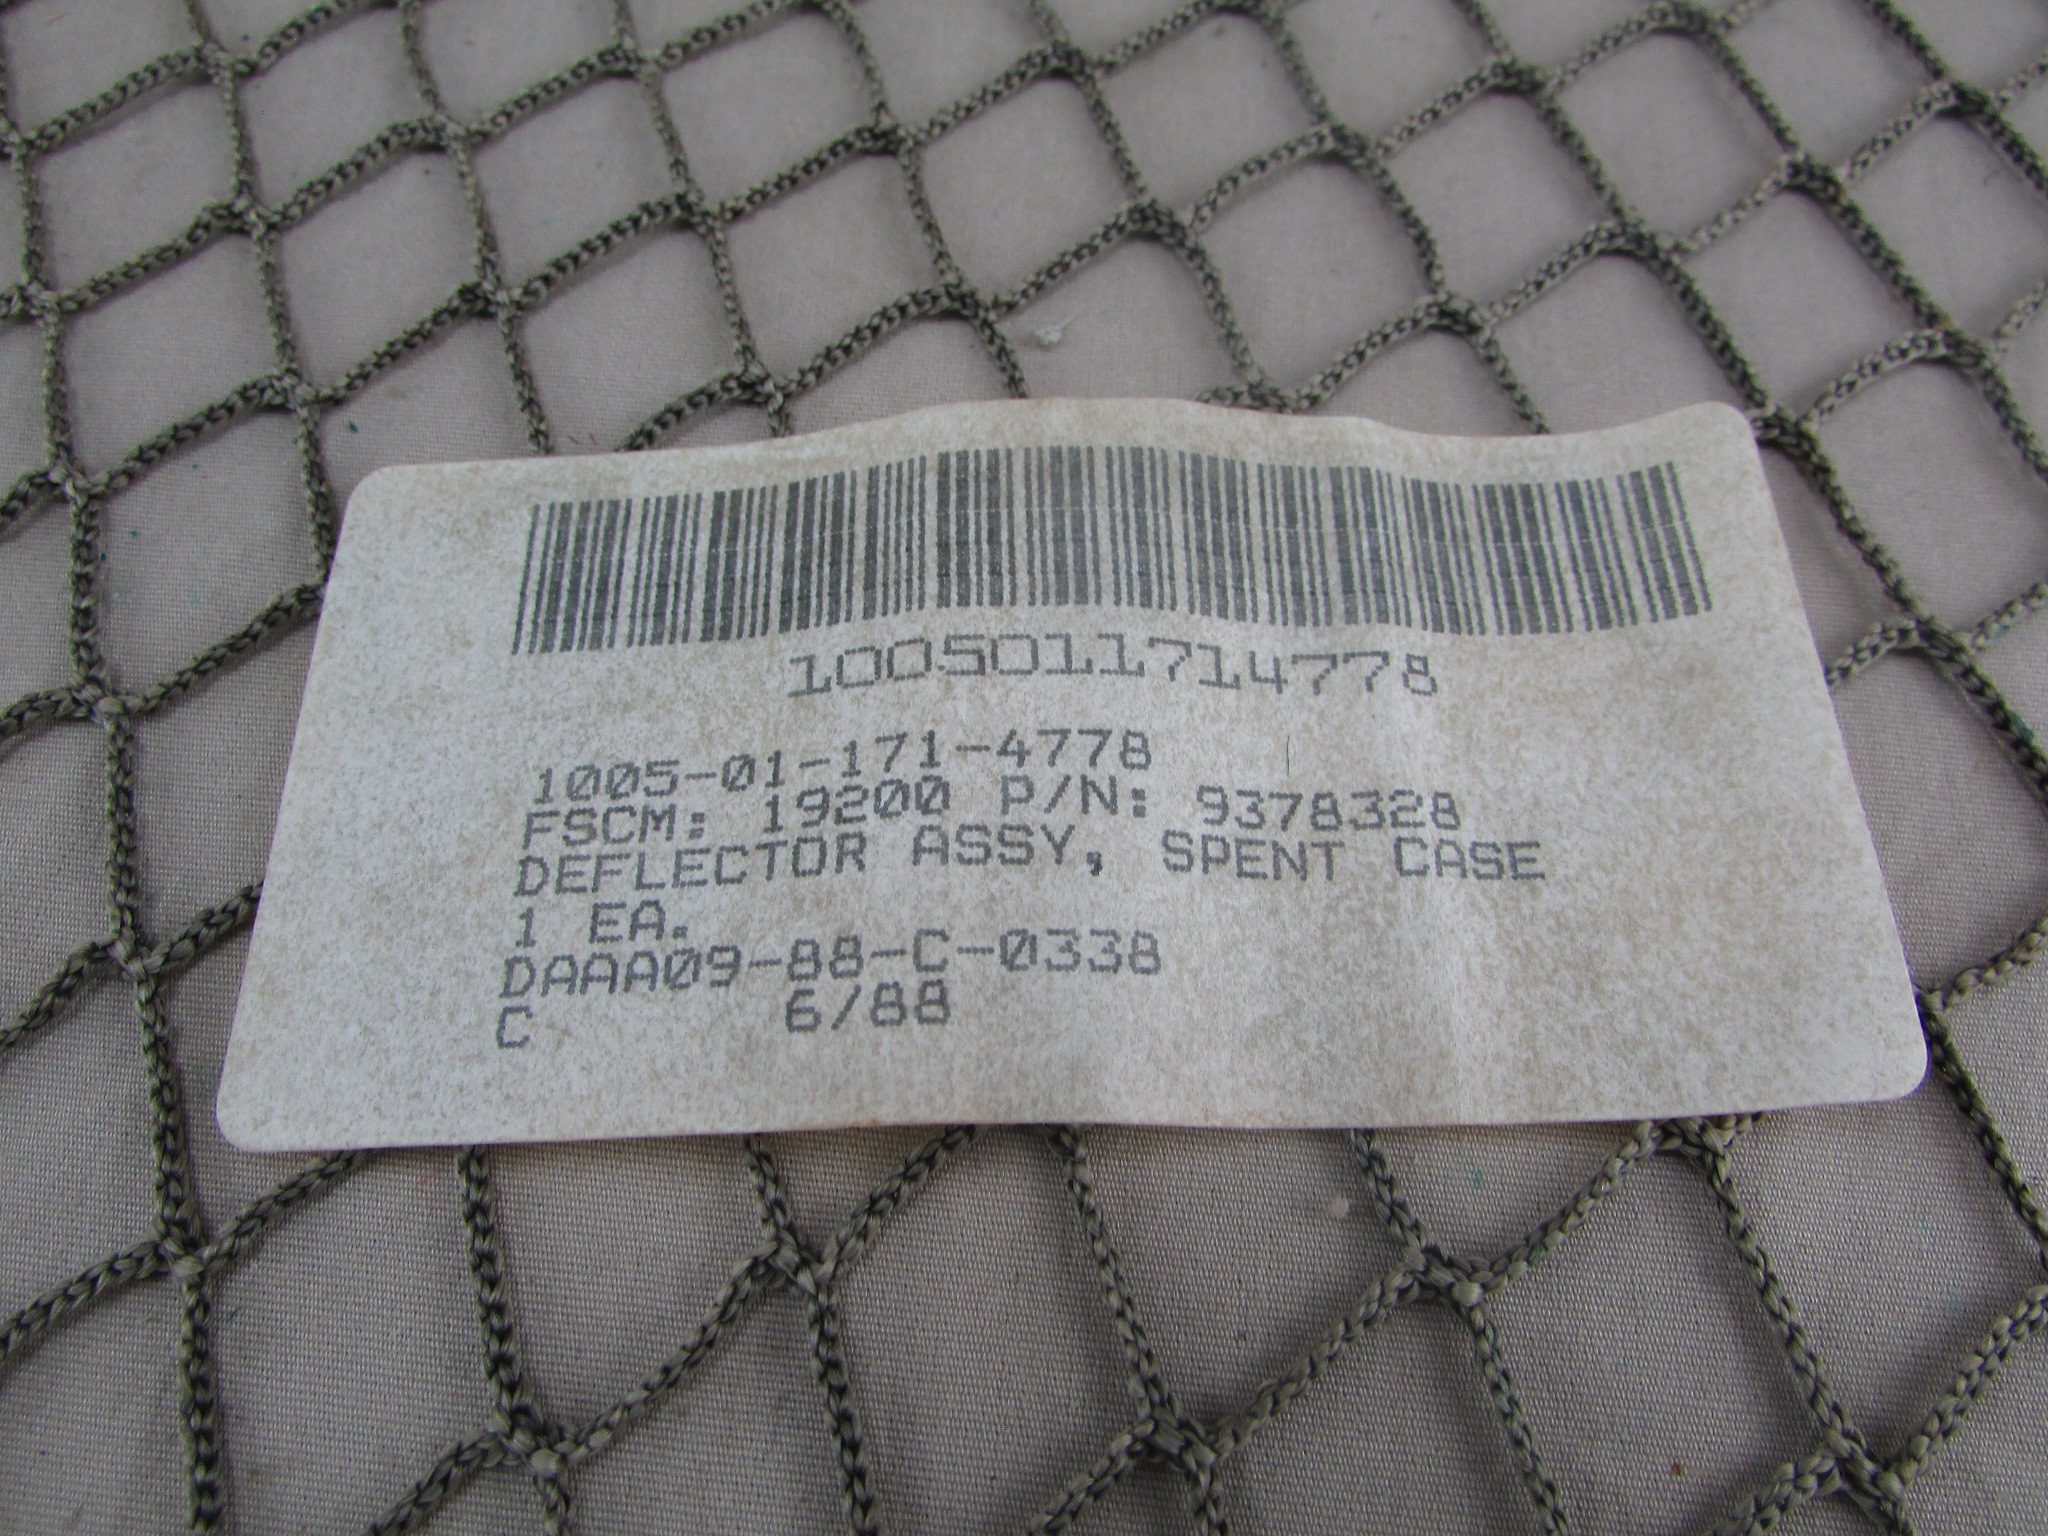 1005011714778
1005-01-171-4778
FSCM: 19200 P/N: 9378328
DEFLECTOR ASSY, SPENT CASE
1 EA.
DAAA09-88-C-0338
C 6/88